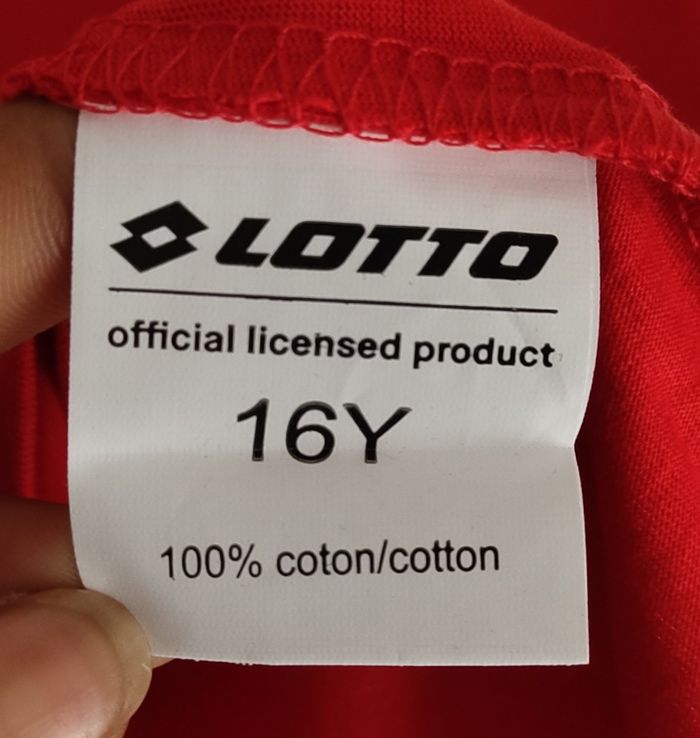 LOTTO
official licensed product
16Y
100% coton/cotton